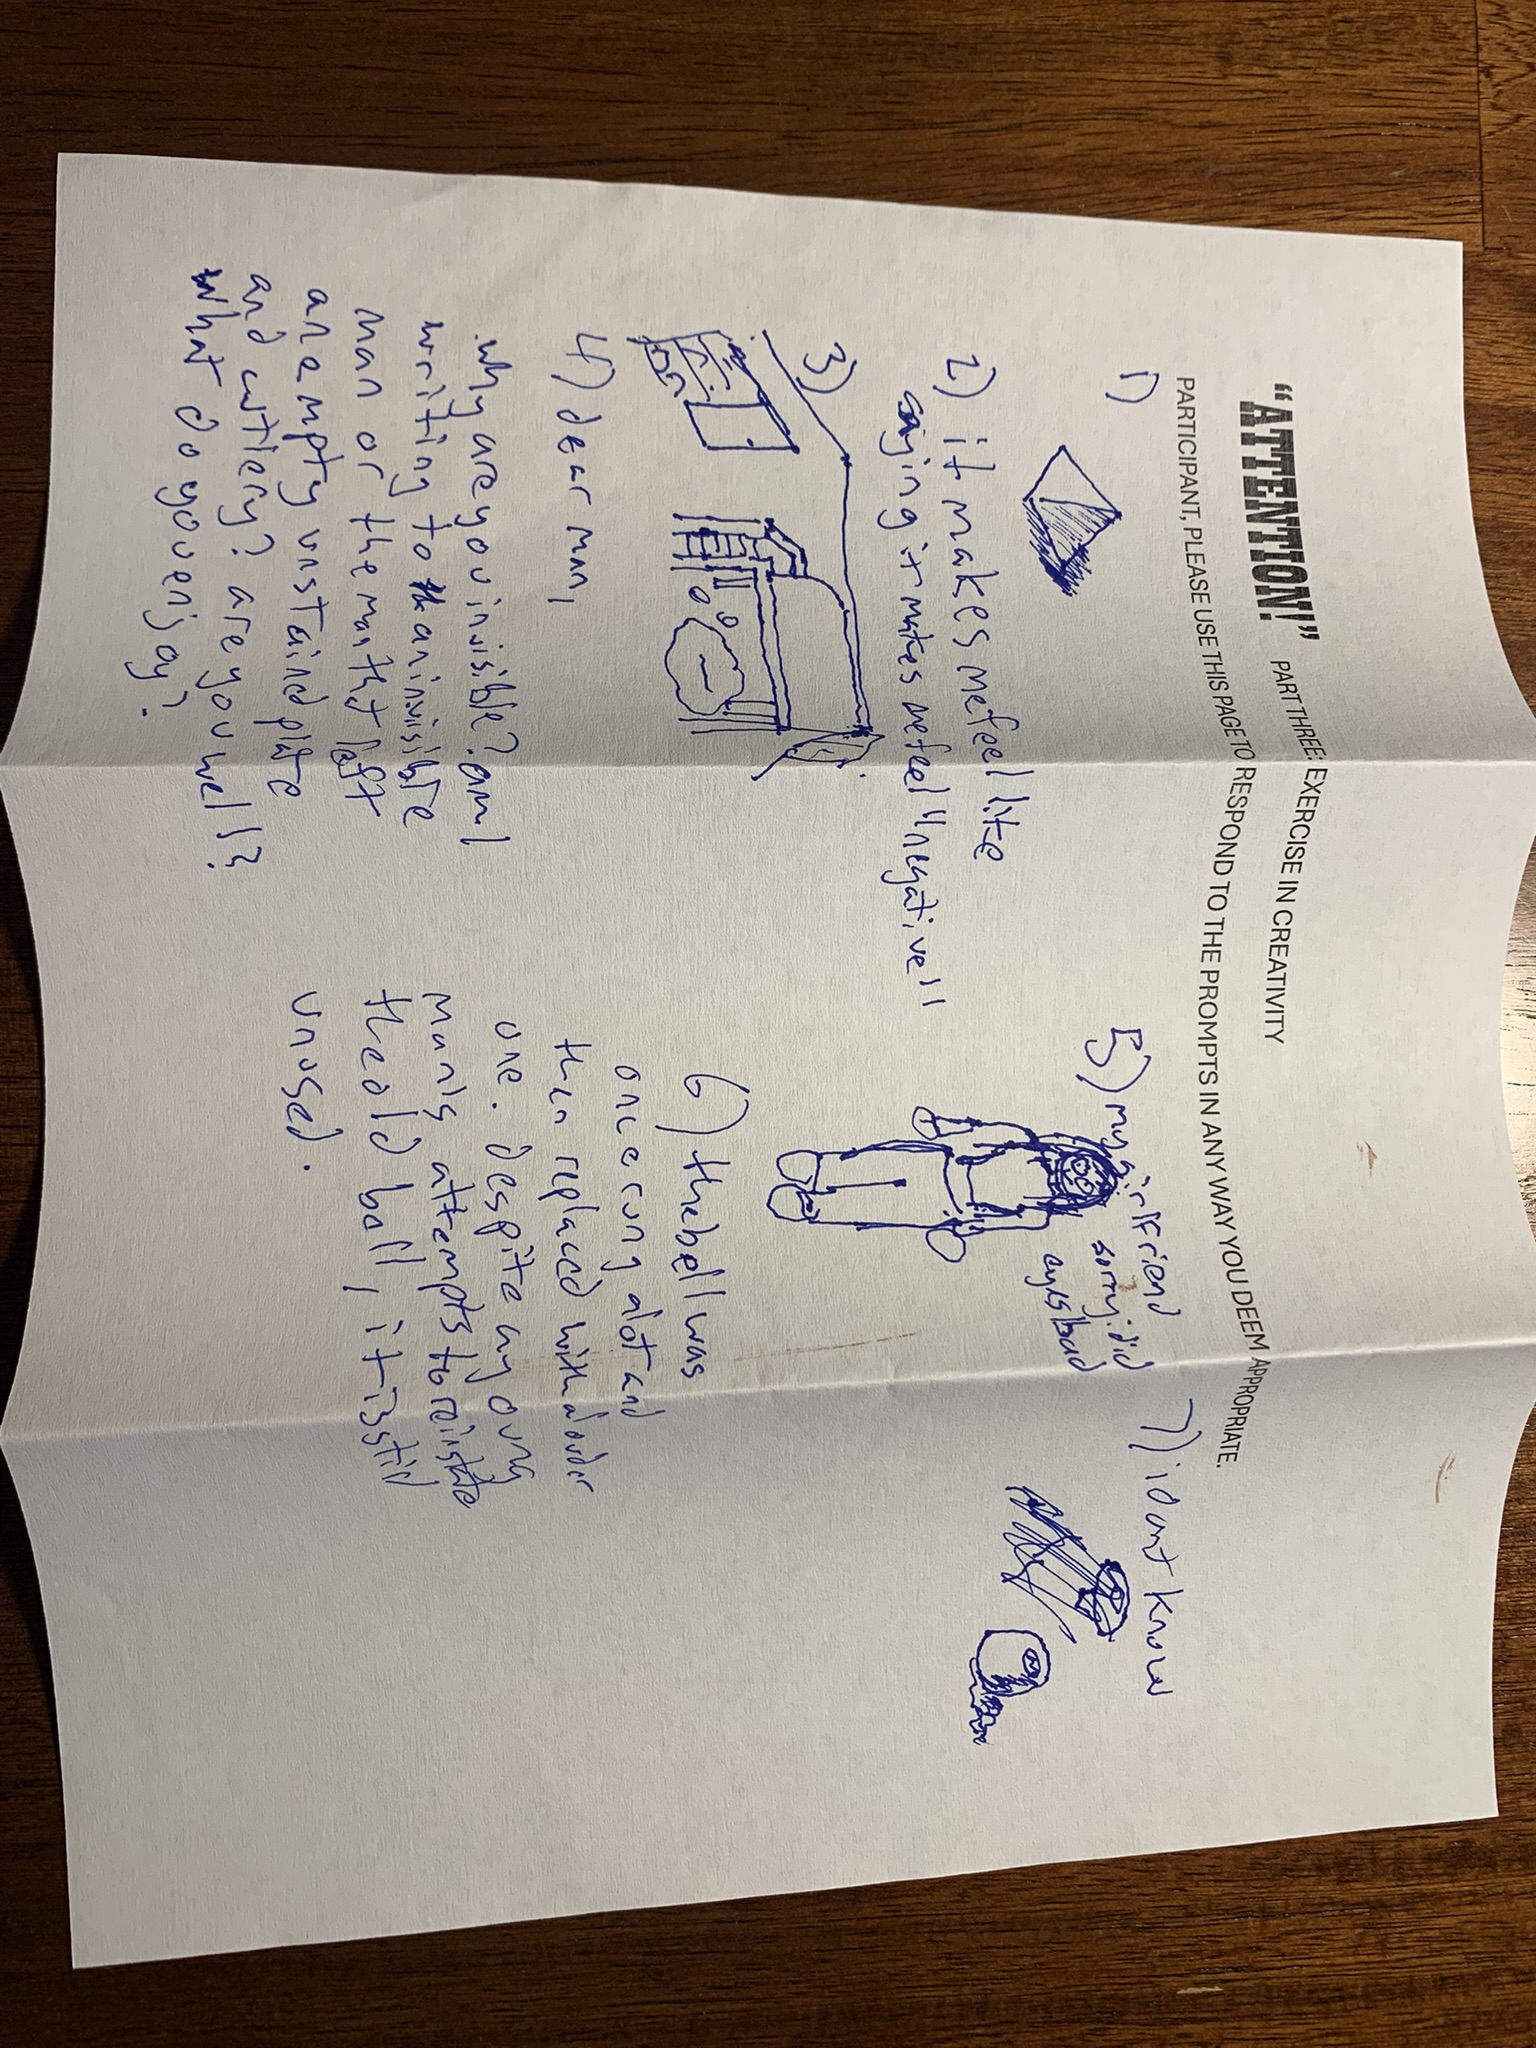 “ATTENTION!” PART THREE: EXERCISE IN CREATIVITY
PARTICIPANT, PLEASE USE THIS PAGE TO RESPOND TO THE PROMPTS IN ANY WAY YOU DEEM APPROPRIATE.
1)
2) it makes me feel like
saying it makes me feel "negative"
3)
4) dear man,
why are you invisible? am I
writing to an invisible
man or the man that left
an empty unstained plate
and cutlery? are you well?
what do you enjoy?
5) my girlfriend
sorry i did
eyes bad
6) the bell was
once rung alot and
then replaced with a louder
one. despite a young
man's attempts to reinstate
the old bell, it is still
unused.
7) i dont know